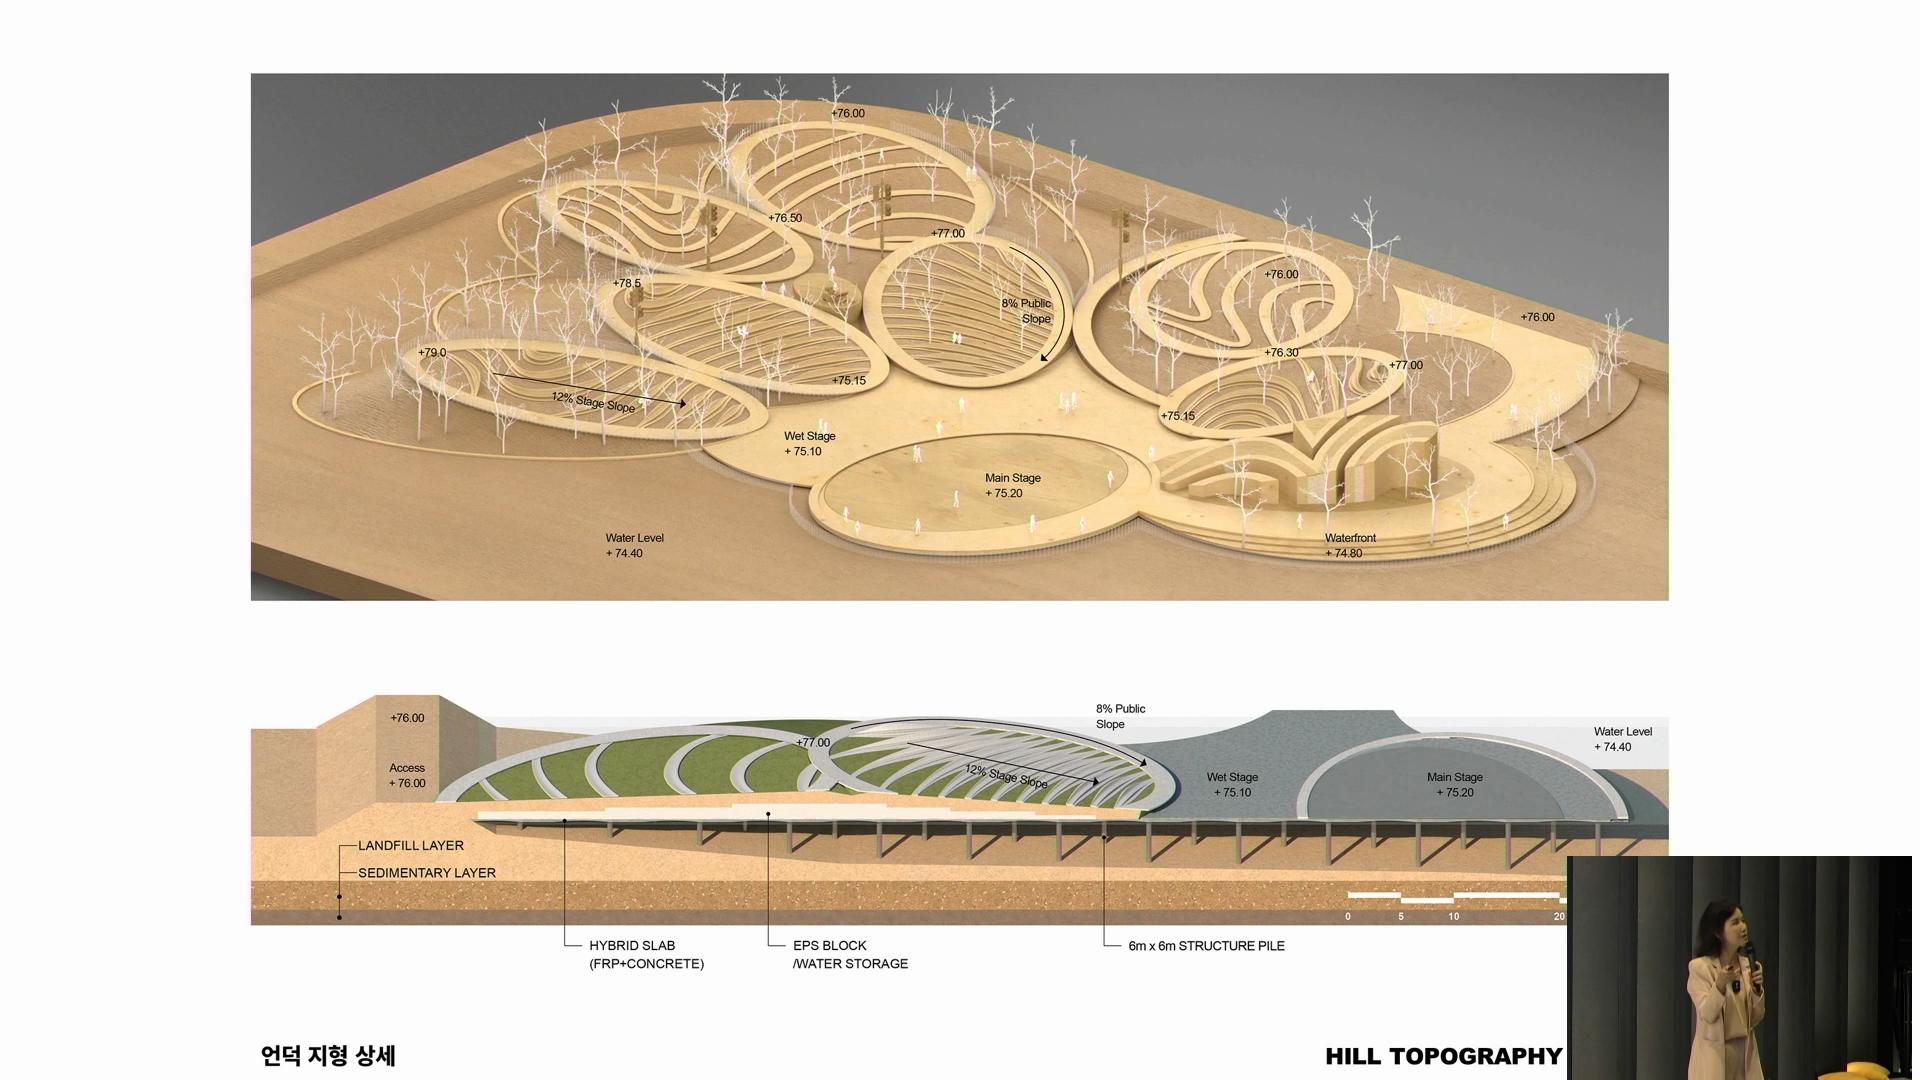 +76.00
+76.50
+77.00
+76.00
+78.5
8% Public
Slope
+76.00
+79.0
+76.30
+77.00
+75.15
12% Stage Slope
+75.15
Wet Stage
+ 75.10
Main Stage
+ 75.20
Water Level
+ 74.40
Waterfront
+ 74.80
8% Public
Slope
+76.00
Water Level
+ 74.40
+77.00
Access
+ 76.00
12% Stage Slope
Wet Stage
+ 75.10
Main Stage
+ 75.20
LANDFILL LAYER
SEDIMENTARY LAYER
0 5 10 20
HYBRID SLAB
(FRP+CONCRETE)
EPS BLOCK
/WATER STORAGE
6m x 6m STRUCTURE PILE
언덕 지형 상세
HILL TOPOGRAPHY